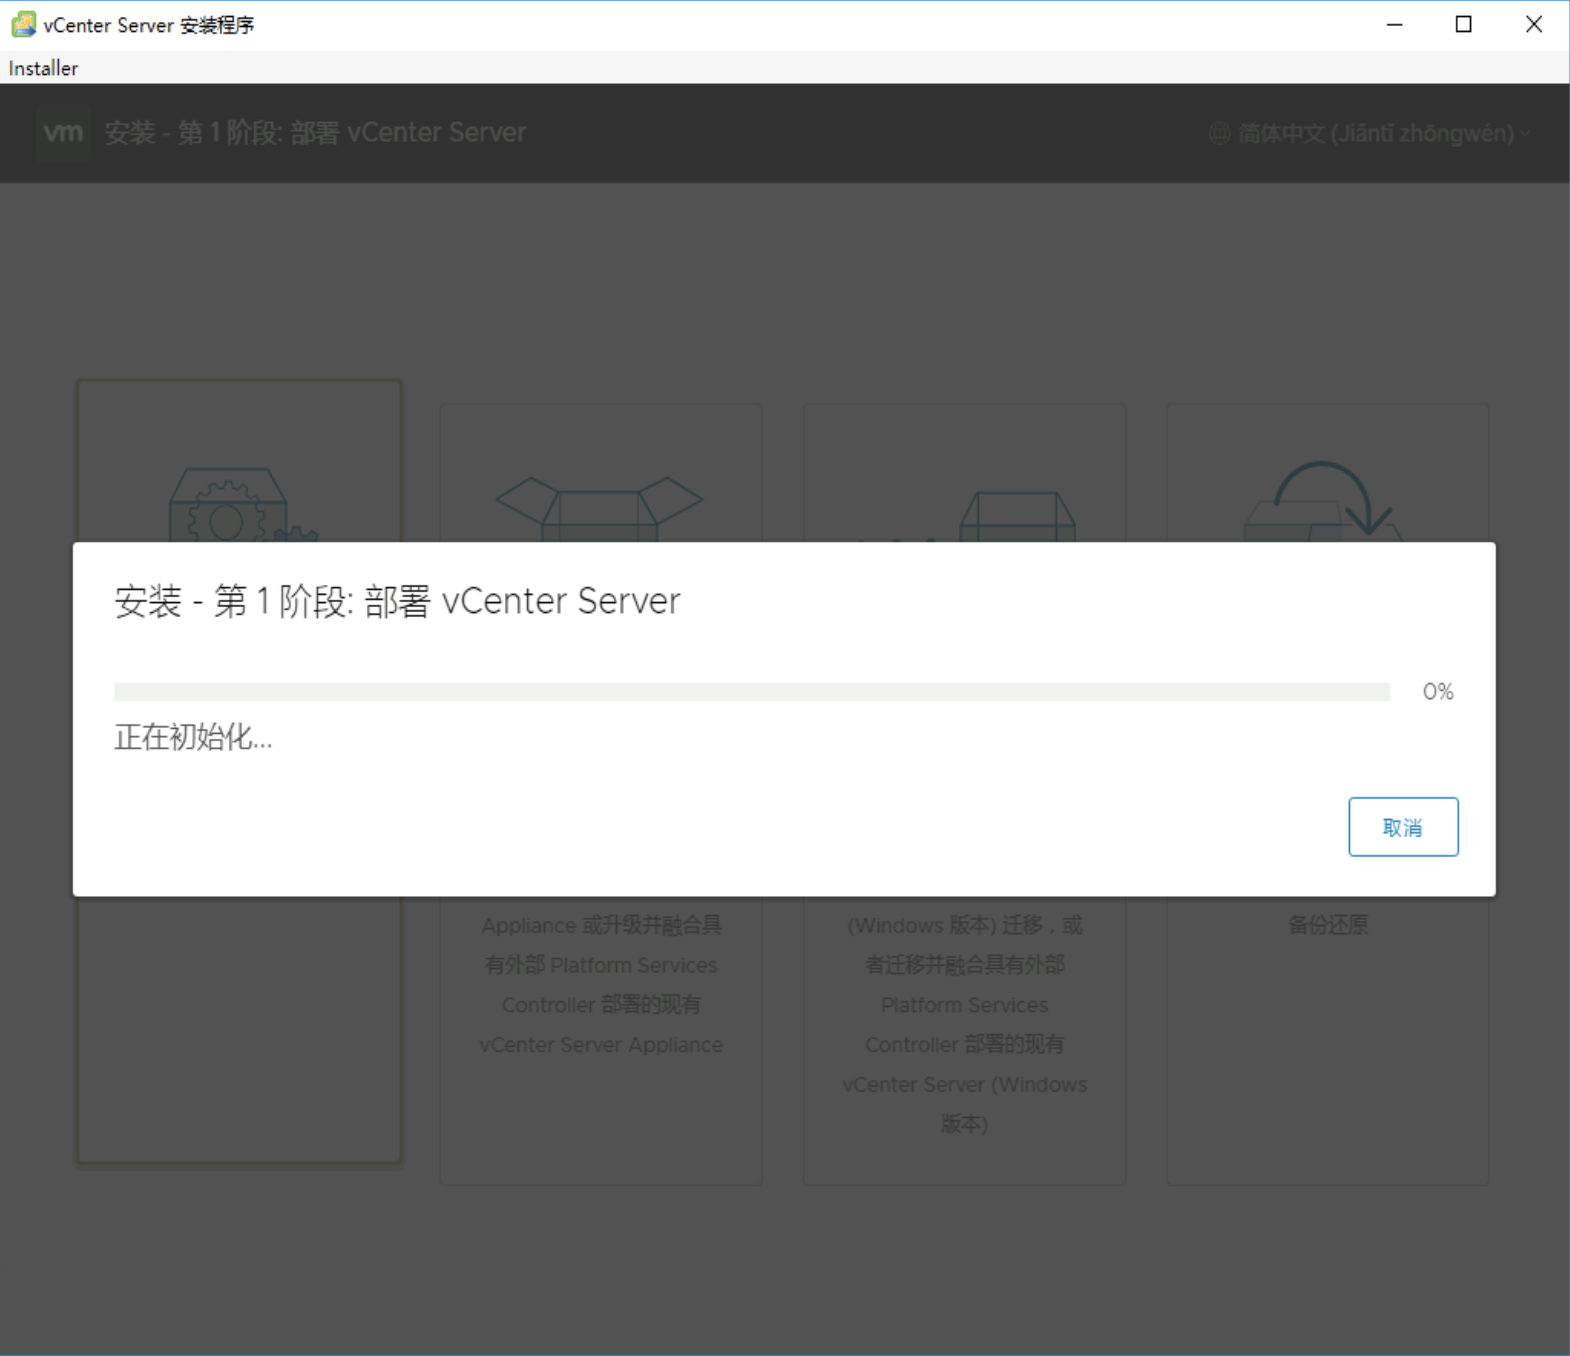 vCenter Server 安装程序
Installer
vm 安装 - 第 1 阶段: 部署 vCenter Server
简体中文 (Jiǎntǐ zhōngwén)
安装 - 第 1 阶段: 部署 vCenter Server
0%
正在初始化...
取消
Appliance 或升级并融合具
有外部 Platform Services
Controller 部署的现有
vCenter Server Appliance
(Windows 版本) 迁移，或
者迁移并融合具有外部
Platform Services
Controller 部署的现有
vCenter Server (Windows
版本)
备份还原